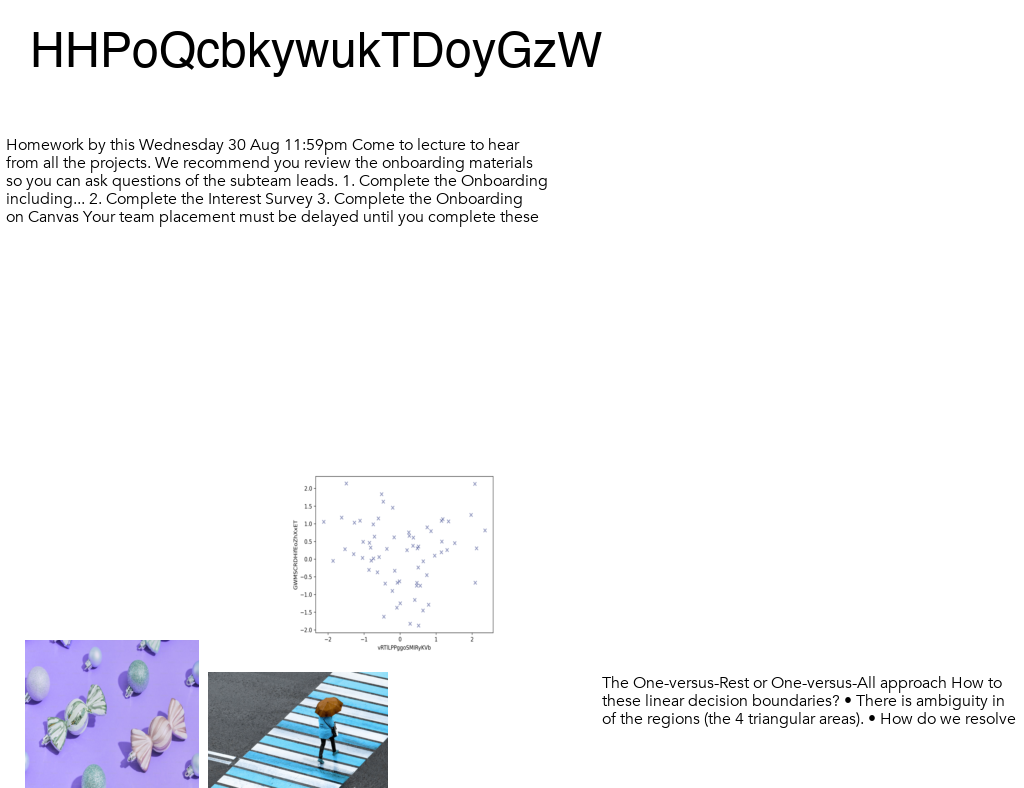 HHPoQcbkywukTDoyGzW
Homework by this Wednesday 30 Aug 11:59pm Come to lecture to hear
from all the projects. We recommend you review the onboarding materials
so you can ask questions of the subteam leads. 1. Complete the Onboarding
including... 2. Complete the Interest Survey 3. Complete the Onboarding
on Canvas Your team placement must be delayed until you complete these
2.0
1.5
1.0
0.5
0.0
−0.5
−1.0
−1.5
−2.0
−2 −1 0 1 2
The One-versus-Rest or One-versus-All approach How to
these linear decision boundaries? • There is ambiguity in
of the regions (the 4 triangular areas). • How do we resolve